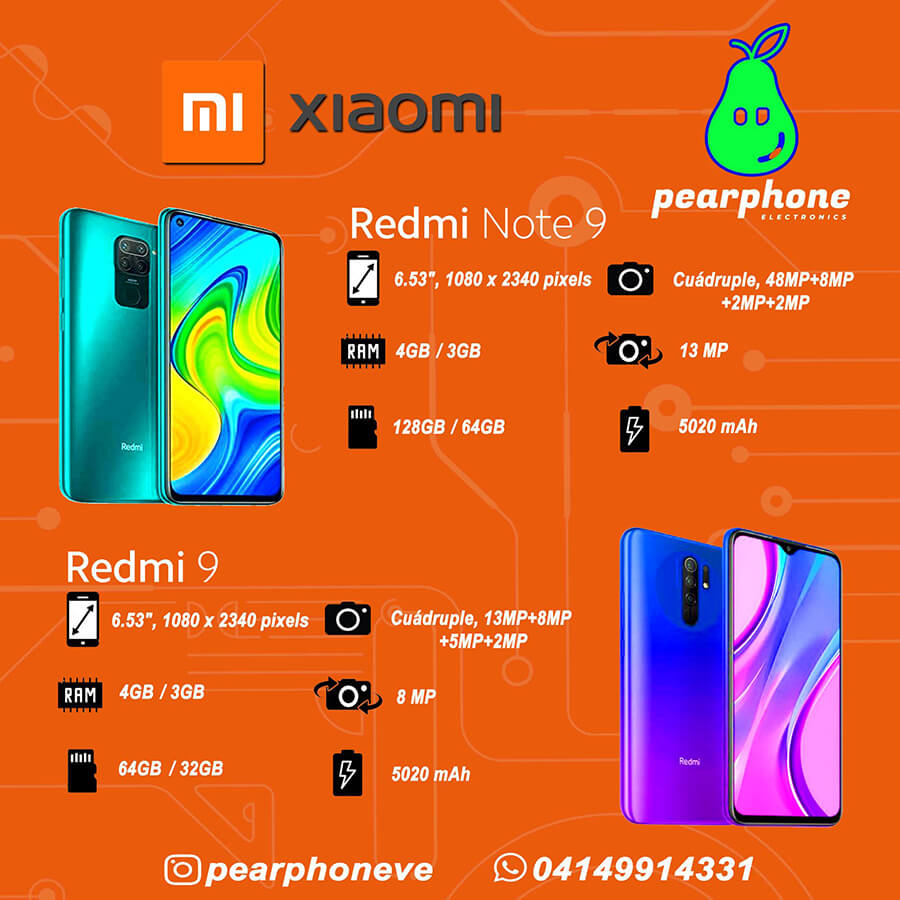 mi xiaomi
pearphone
ELECTRONICS
Redmi Note 9
6.53", 1080 x 2340 pixels
Cuádruple, 48MP+8MP
+2MP+2MP
RAM 4GB / 3GB
13 MP
128GB / 64GB
5020 mAh
Redmi
Redmi 9
6.53", 1080 x 2340 pixels
Cuádruple, 13MP+8MP
+5MP+2MP
RAM 4GB / 3GB
8 MP
64GB / 32GB
5020 mAh
Redmi
pearphoneve
04149914331